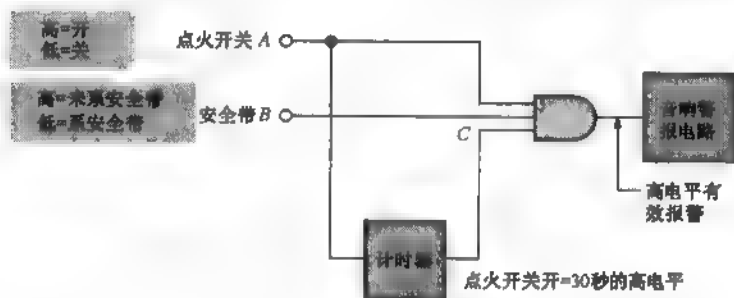 高=开
低=关
点火开关 A
高=未系安全带
低=系安全带
安全带 B
C
音响警
报电路
高电平有
效报警
计时器
点火开关开=30秒的高电平